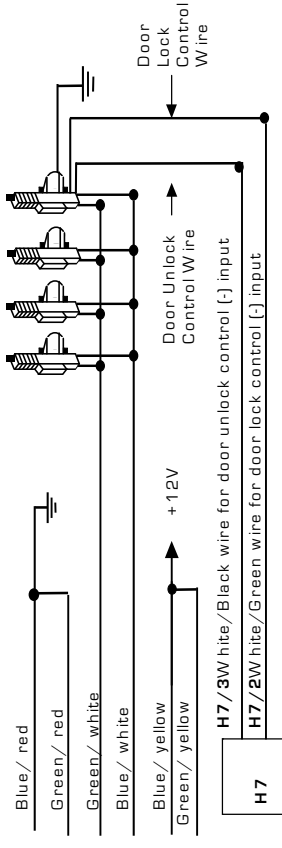 Blue/ red
Green/ red
Green/ white
Blue/ white
Blue/ yellow
Green/ yellow
+12V
Door
Lock
Control
Wire
Door Unlock
Control Wire
H7/3White/Black wire for door unlock control (-) input
H7/2White/Green wire for door lock control (-) input
H7